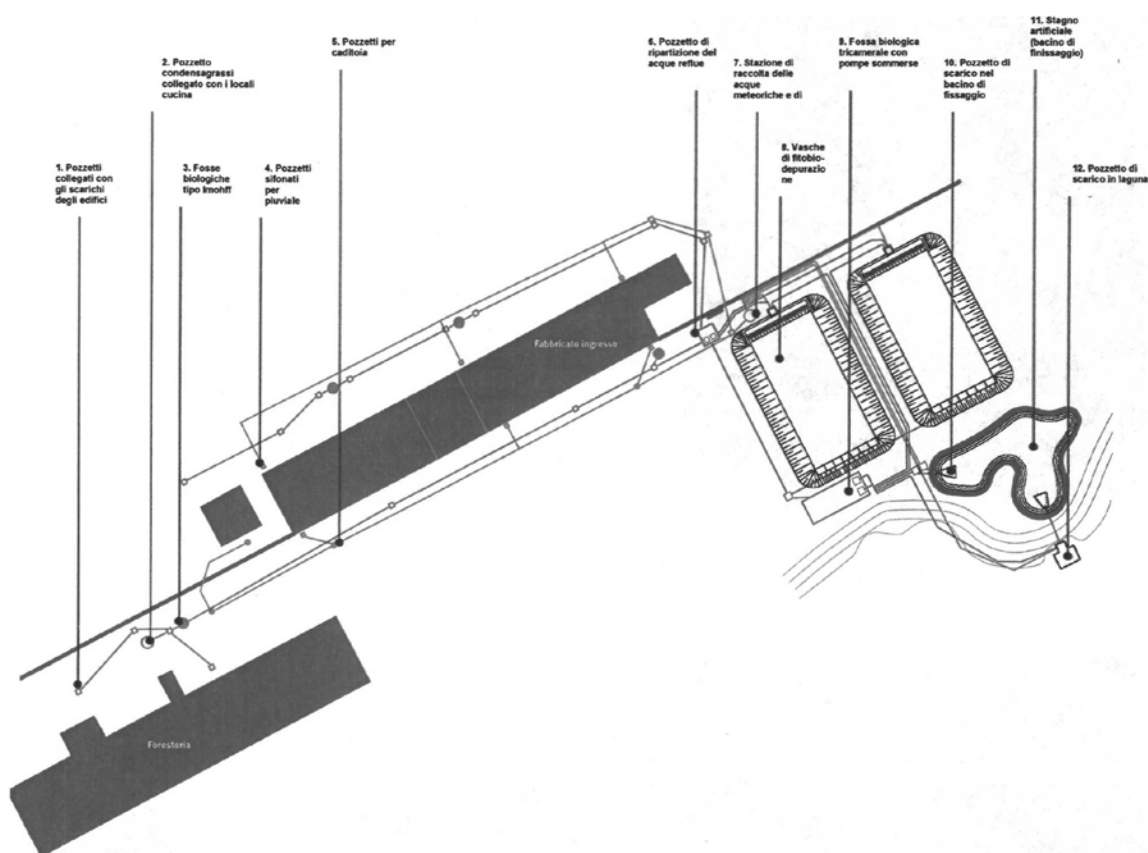 1. Pozzetti
collegati con
gli scarichi
degli edifici
2. Pozzetto
condensagrassi
collegato con i locali
cucina
3. Fosse
biologiche
tipo Imohff
4. Pozzetti
sifonati
per
pluviale
5. Pozzetti per
caditoia
6. Pozzetto di
ripartizione del
acque reflue
7. Stazione di
raccolta delle
acque
meteoriche e di
8. Vasche
di fitobio-
depurazio
ne
9. Fossa biologica
tricamerale con
pompe sommerse
10. Pozzetto di
scarico nel
bacino di
fissaggio
11. Stagno
artificiale
(bacino di
finissaggio)
12. Pozzetto di
scarico in laguna
Fabbricato ingresso
Foresteria